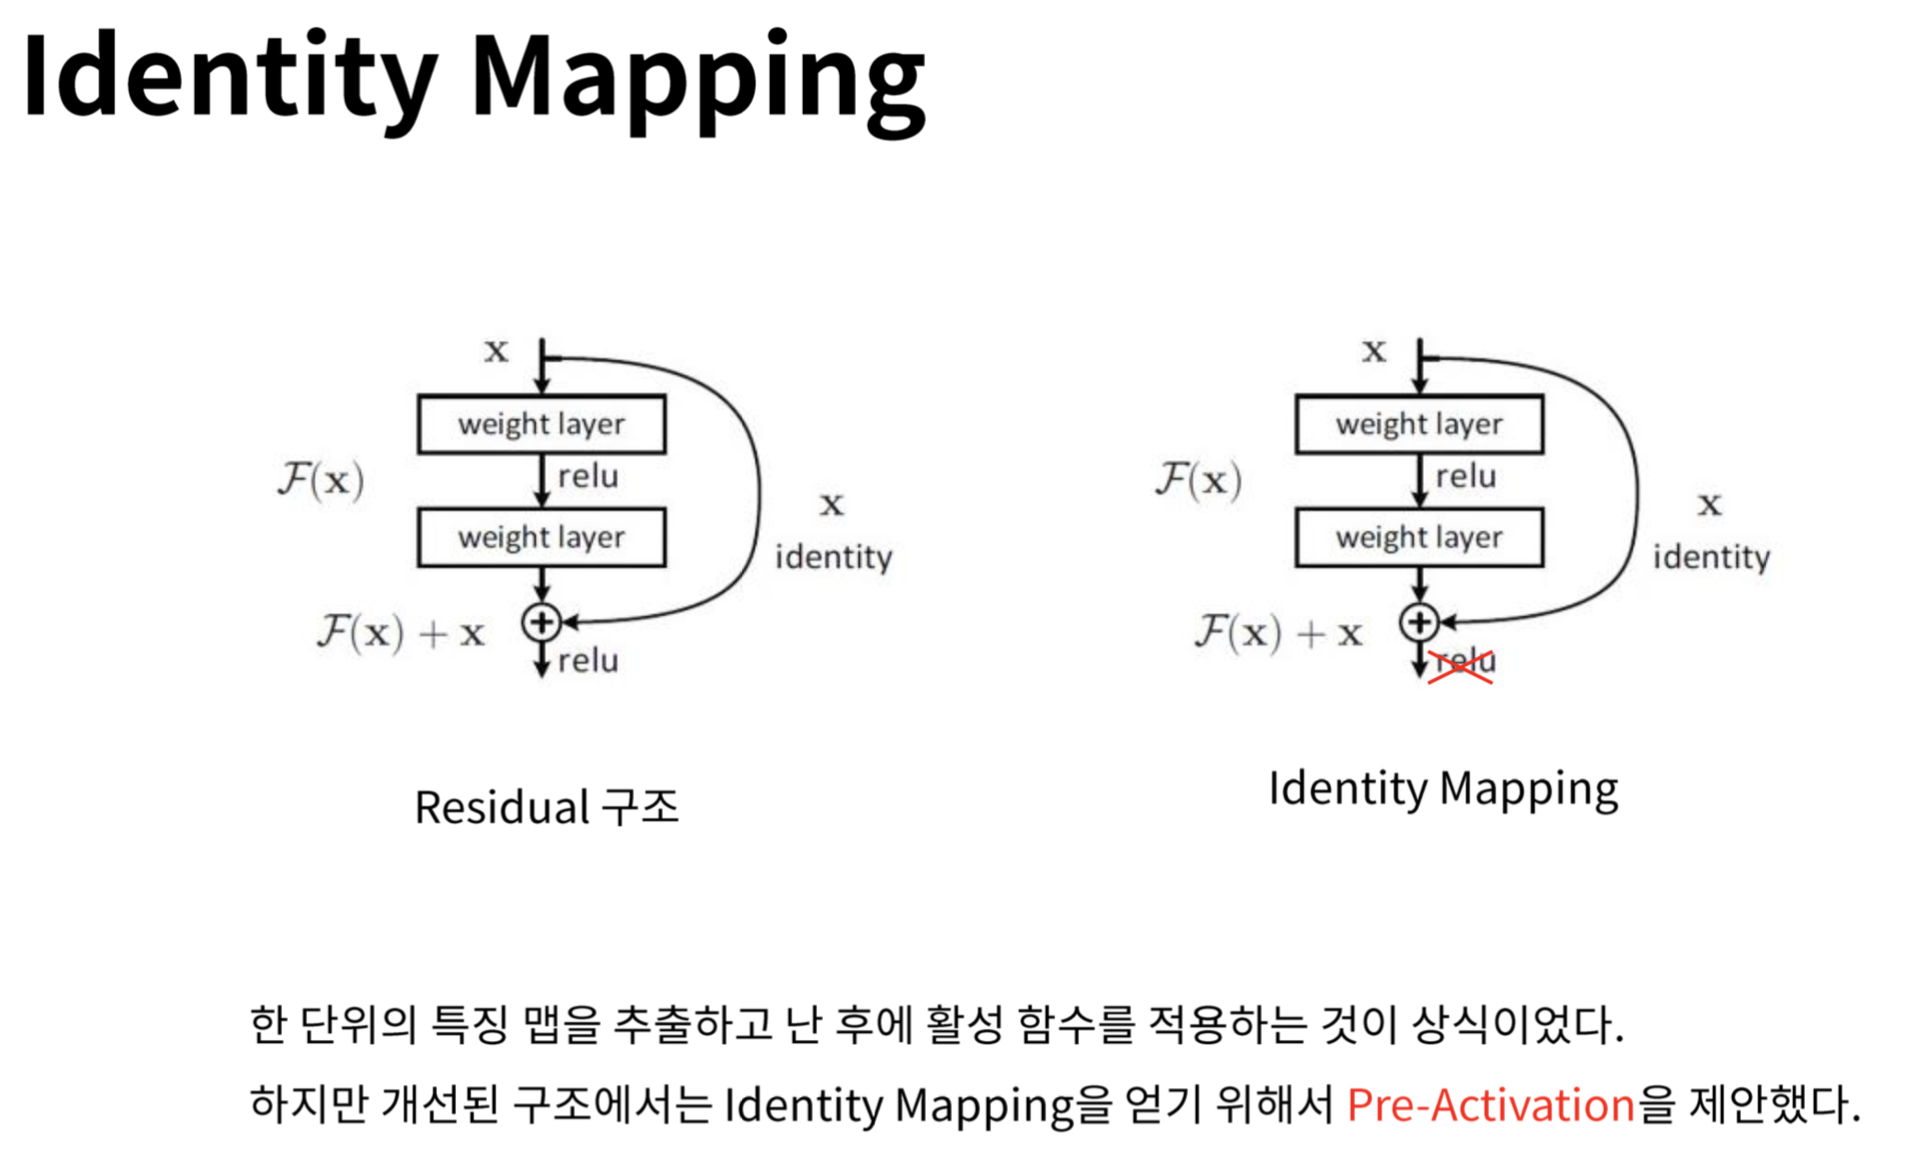 Identity Mapping
x
weight layer
F(x)
relu
weight layer
x
identity
F(x) + x
relu
Residual 구조
x
weight layer
F(x)
relu
weight layer
x
identity
F(x) + x
relu
Identity Mapping
한 단위의 특징 맵을 추출하고 난 후에 활성 함수를 적용하는 것이 상식이었다.
하지만 개선된 구조에서는 Identity Mapping을 얻기 위해서 Pre-Activation을 제안했다.